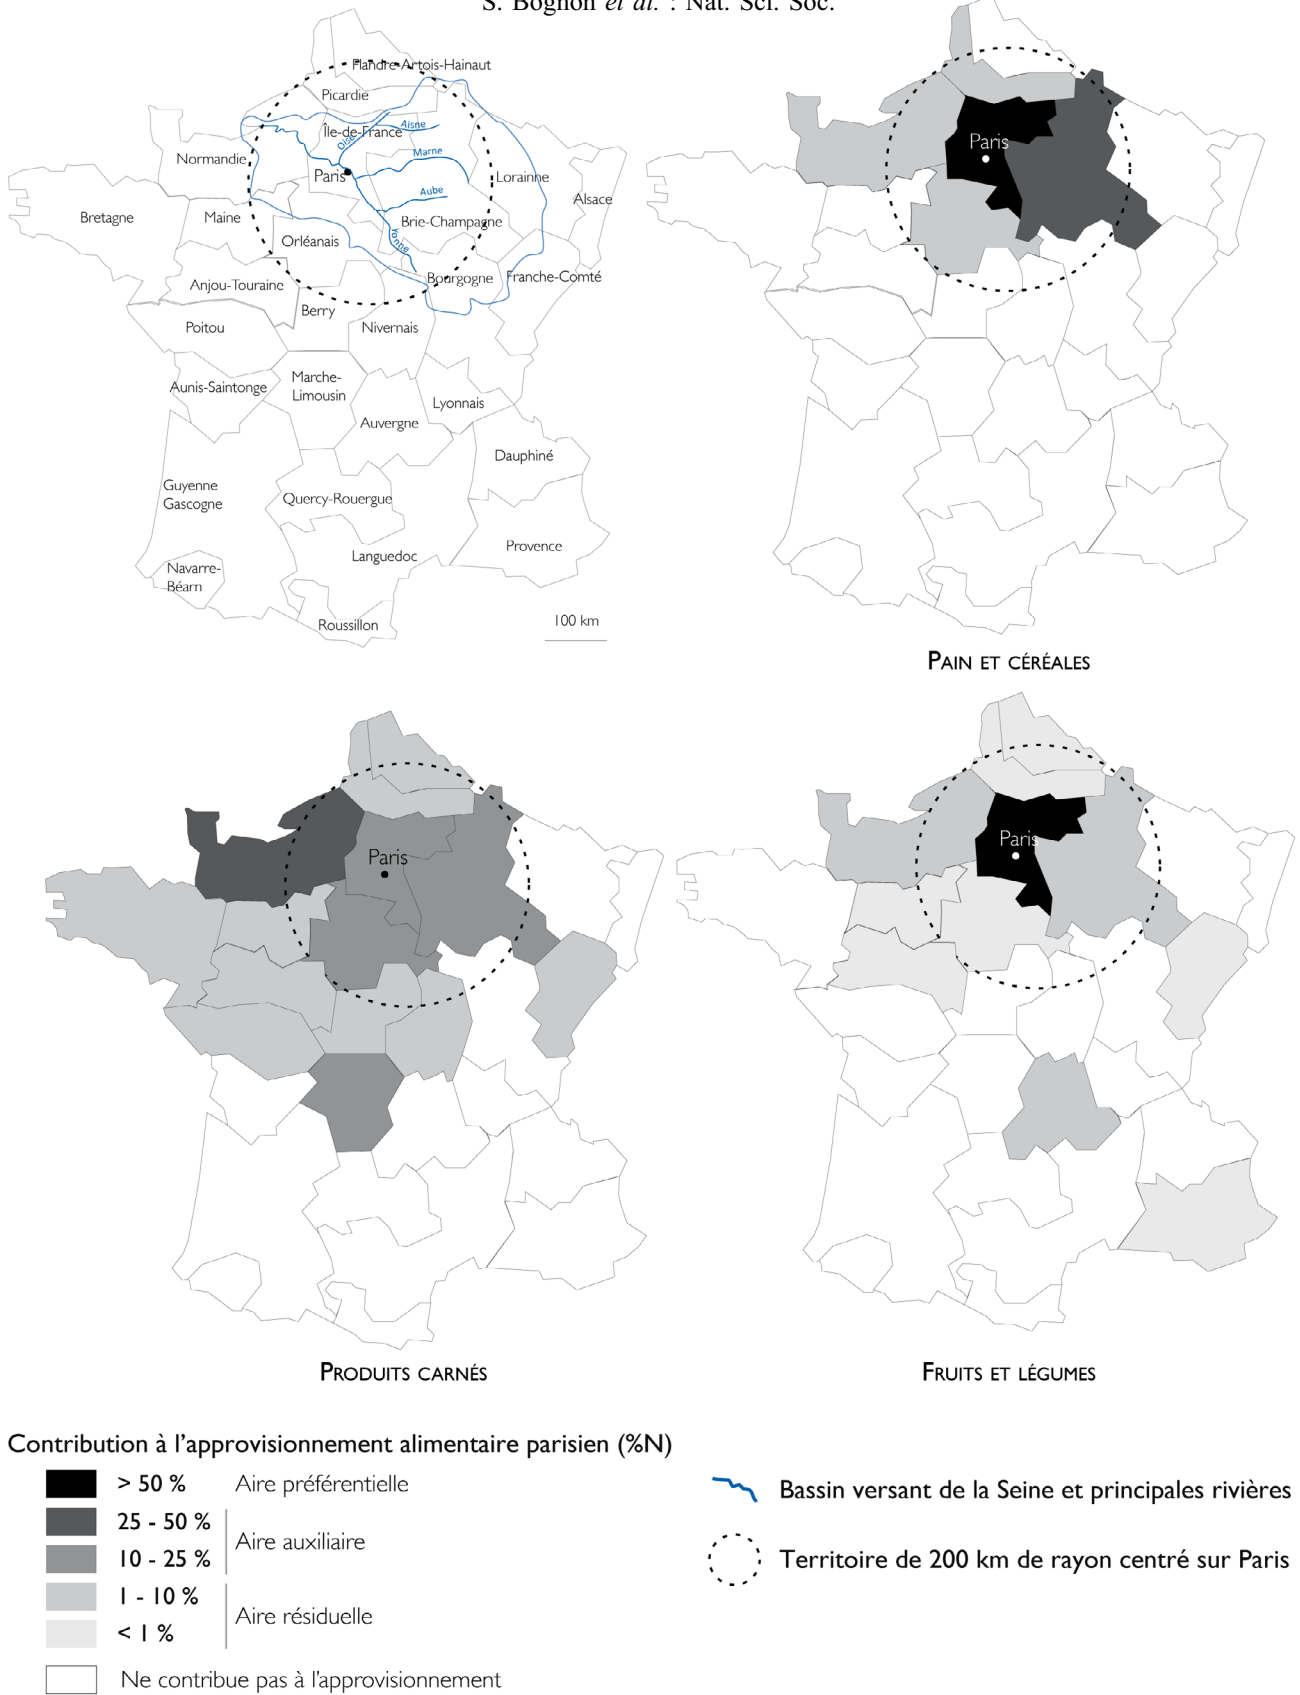 S. Bognon et al. : Nat. Sci. Soc.
Flandre-Artois-Hainaut
Picardie
Île-de-France
Oise
Aisne
Normandie
Marne
Paris
Lorainne
Aube
Alsace
Bretagne
Maine
Brie-Champagne
Orléanais
Yonne
Anjou-Touraine
Bourgogne
Franche-Comté
Berry
Poitou
Nivernais
Aunis-Saintonge
Marche-
Limousin
Lyonnais
Auvergne
Dauphiné
Guyenne
Gascogne
Quercy-Rouergue
Provence
Languedoc
Navarre-
Béarn
Roussillon
100 km
Paris
PAIN ET CÉRÉALES
Paris
PRODUITS CARNÉS
Paris
FRUITS ET LÉGUMES
Contribution à l'approvisionnement alimentaire parisien (%N)
> 50 % Aire préférentielle
25 - 50 %
Aire auxiliaire
10 - 25 %
1 - 10 %
Aire résiduelle
< 1 %
Ne contribue pas à l'approvisionnement
Bassin versant de la Seine et principales rivières
Territoire de 200 km de rayon centré sur Paris